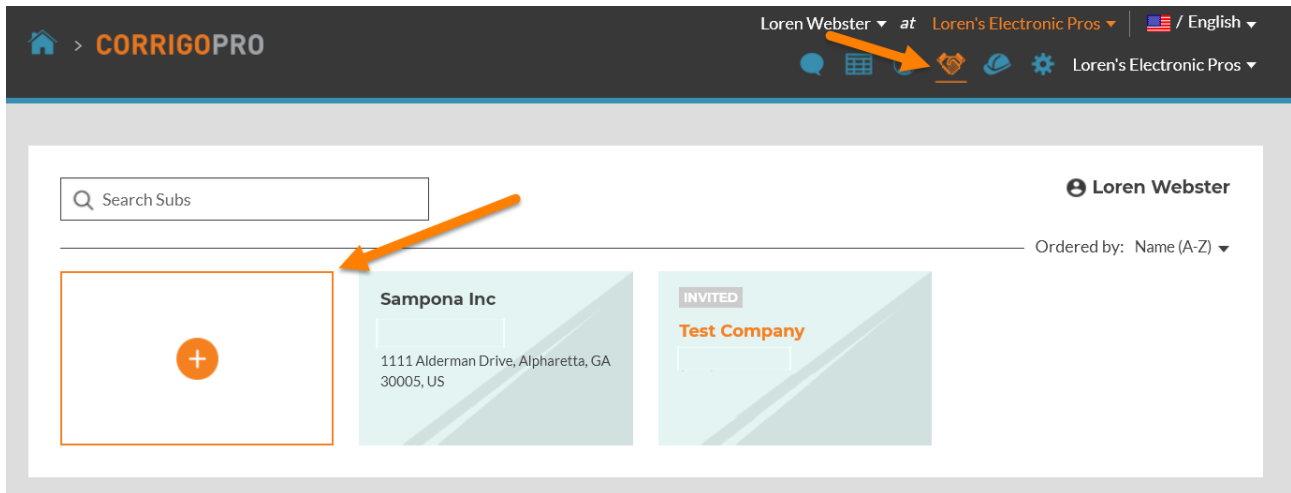 Loren Webster at Loren's Electronic Pros / English
> CORRIGOPRO
Loren's Electronic Pros
Search Subs
Loren Webster
Ordered by: Name (A-Z)
Sampona Inc
1111 Alderman Drive, Alpharetta, GA
30005, US
INVITED
Test Company